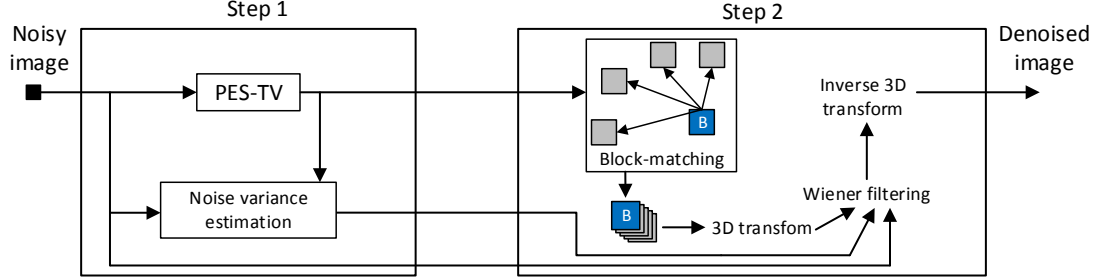 Step 1
Step 2
Noisy
image
Denoised
image
PES-TV
B
Inverse 3D
transform
Block-matching
Noise variance
estimation
Wiener filtering
B
3D transfom